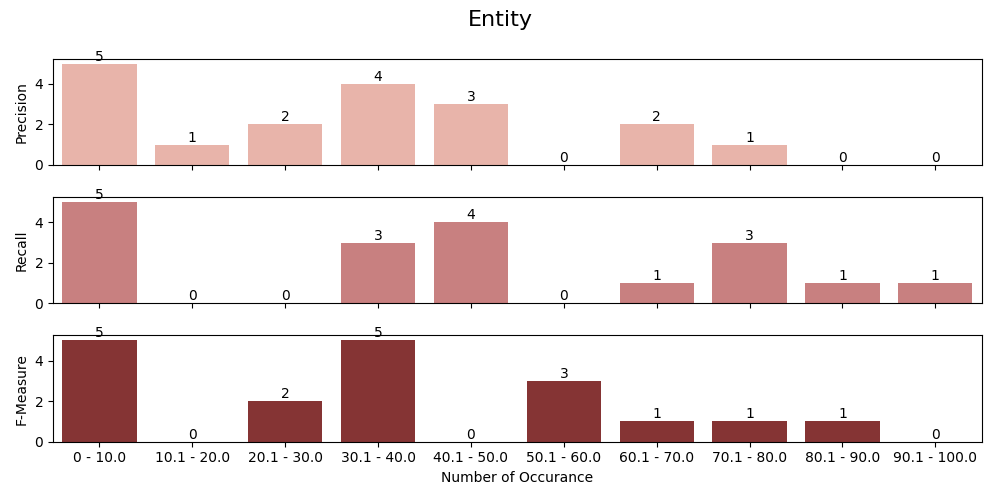 Entity
Precision
0 2 4
5 1 2 4 3 0 2 1 0 0
Recall
0 2 4
5 0 0 3 4 0 1 3 1 1
F-Measure
0 2 4
5 0 2 5 0 3 1 1 1 0
0 - 10.0 10.1 - 20.0 20.1 - 30.0 30.1 - 40.0 40.1 - 50.0 50.1 - 60.0 60.1 - 70.0 70.1 - 80.0 80.1 - 90.0 90.1 - 100.0
Number of Occurance